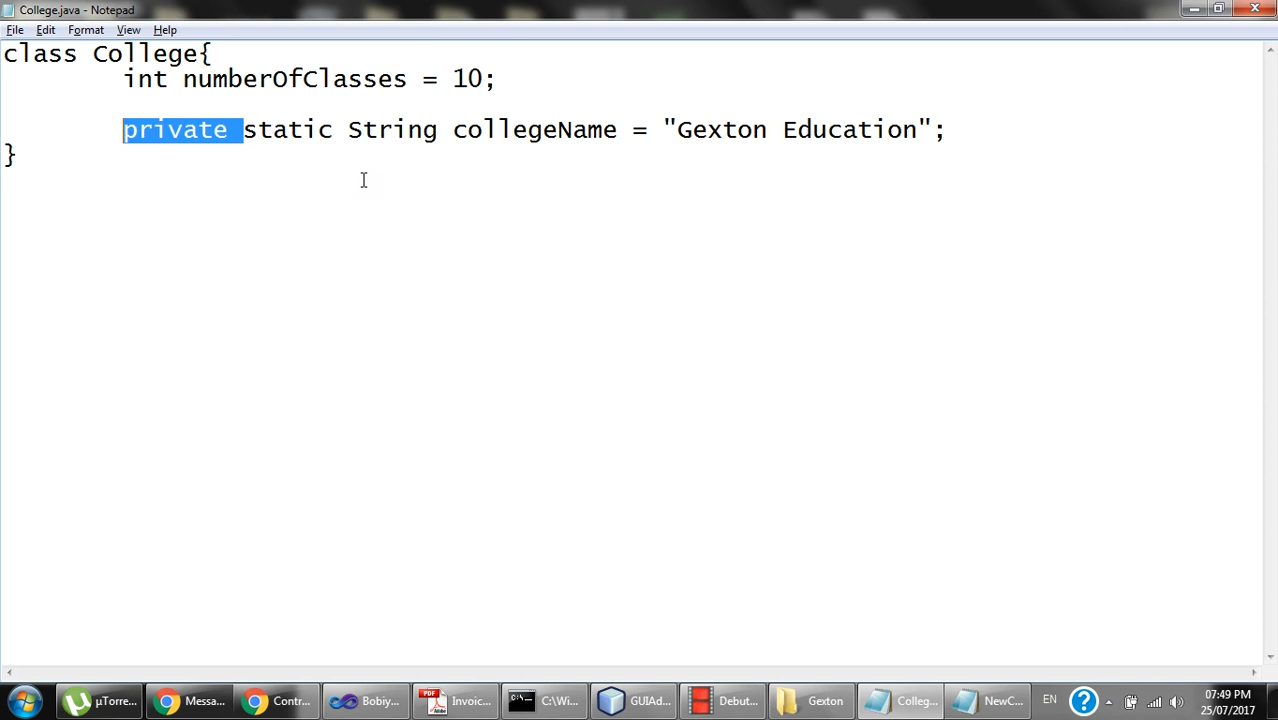 College.java - Notepad
File Edit Format View Help
class College{
int numberOfClasses = 10;
private static String collegeName = "Gexton Education";
}
µTorre... Messa... Contr... Bobiy... Invoic... C:\Wi... GUIAd... Debut... Gexton Colleg... NewC... EN 07:49 PM
25/07/2017